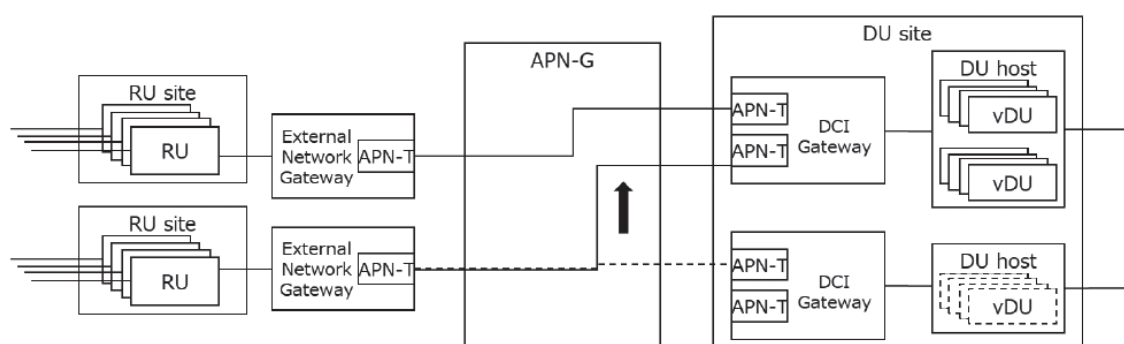 DU site
APN-G
RU site
RU
External
Network
Gateway
APN-T
APN-T
APN-T
DCI
Gateway
DU host
vDU
vDU
RU site
RU
External
Network
Gateway
APN-T
APN-T
APN-T
DCI
Gateway
DU host
vDU